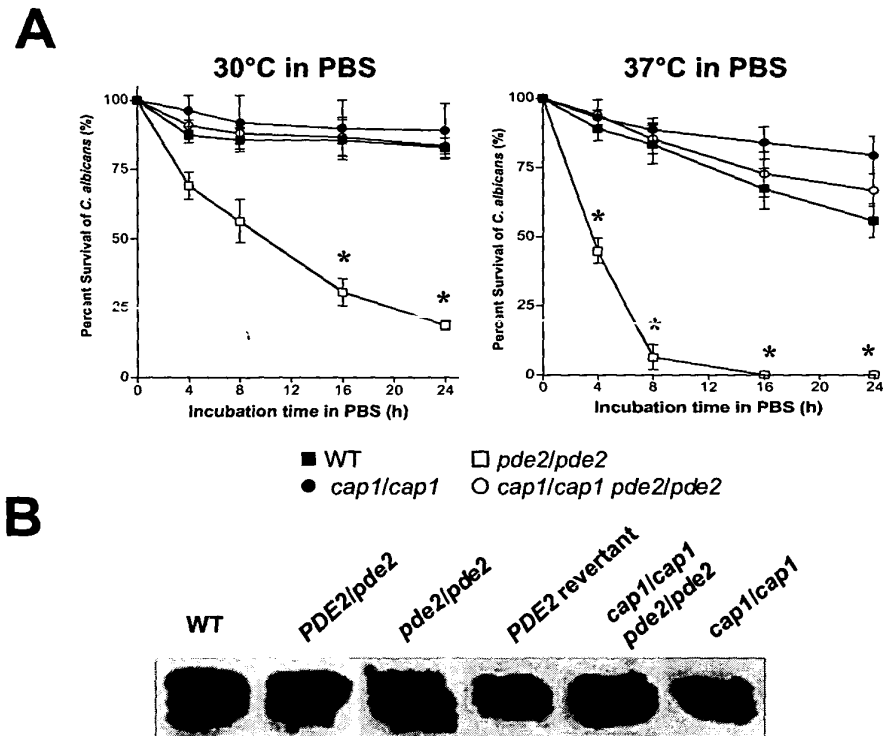 A
30°C in PBS
37°C in PBS
Percent Survival of C. albicans (%)
100
75
50
25
0
0 4 8 12 16 20 24
Incubation time in PBS (h)
* *
Percent Survival of C. albicans (%)
100
75
50
25
0
0 4 8 12 16 20 24
Incubation time in PBS (h)
* * * *
WT
pde2/pde2
cap1/cap1
cap1/cap1 pde2/pde2
B
WT
PDE2/pde2
pde2/pde2
PDE2 revertant
cap1/cap1
pde2/pde2
cap1/cap1